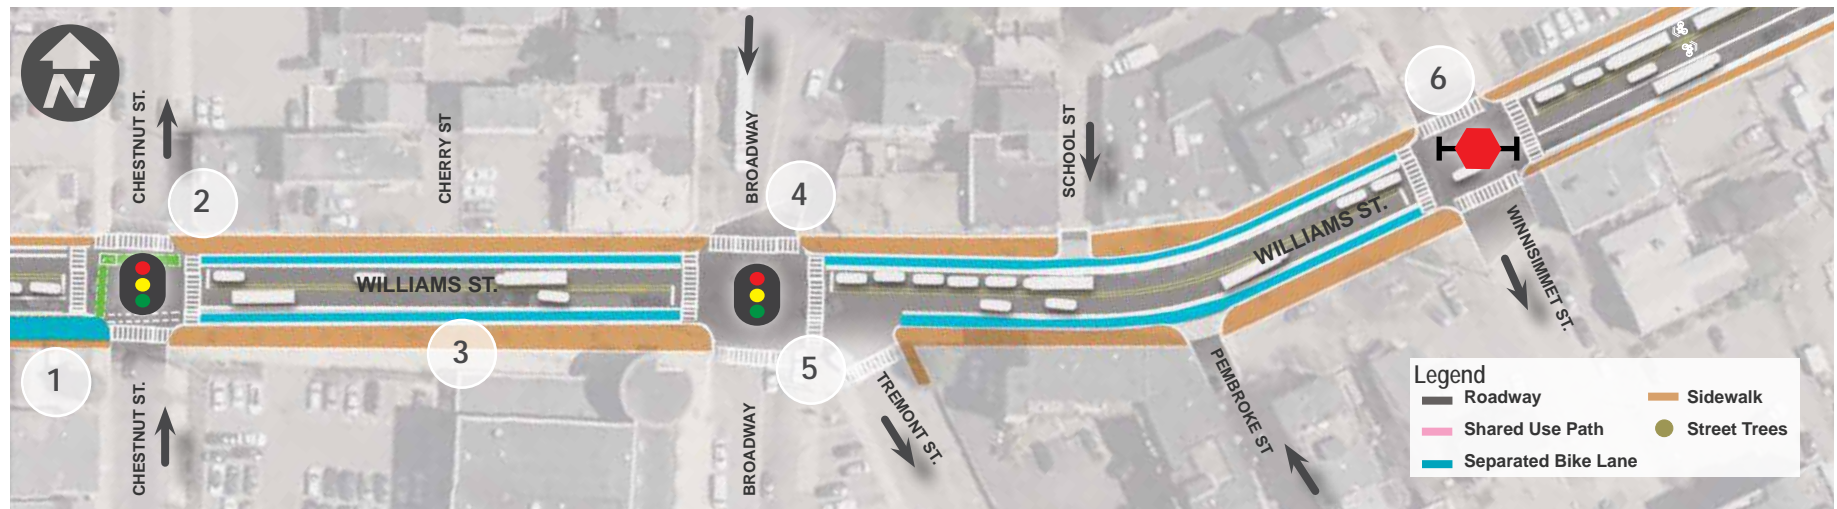 N
CHESTNUT ST.
CHERRY ST
BROADWAY
SCHOOL ST
6
2
4
WILLIAMS ST.
WILLIAMS ST.
WINNISIMMET ST.
1
3
5
CHESTNUT ST.
BROADWAY
TREMONT ST.
PEMBROKE ST
Legend
Roadway
Sidewalk
Shared Use Path
Street Trees
Separated Bike Lane